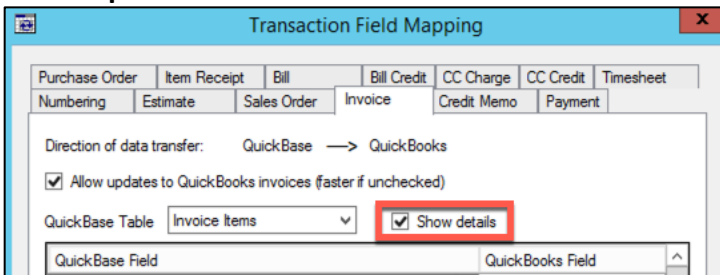 Transaction Field Mapping
x
Purchase Order Item Receipt Bill Bill Credit CC Charge CC Credit Timesheet
Numbering Estimate Sales Order Invoice Credit Memo Payment
Direction of data transfer: QuickBase —> QuickBooks
Allow updates to QuickBooks invoices (faster if unchecked)
QuickBase Table Invoice Items Show details
QuickBase Field QuickBooks Field